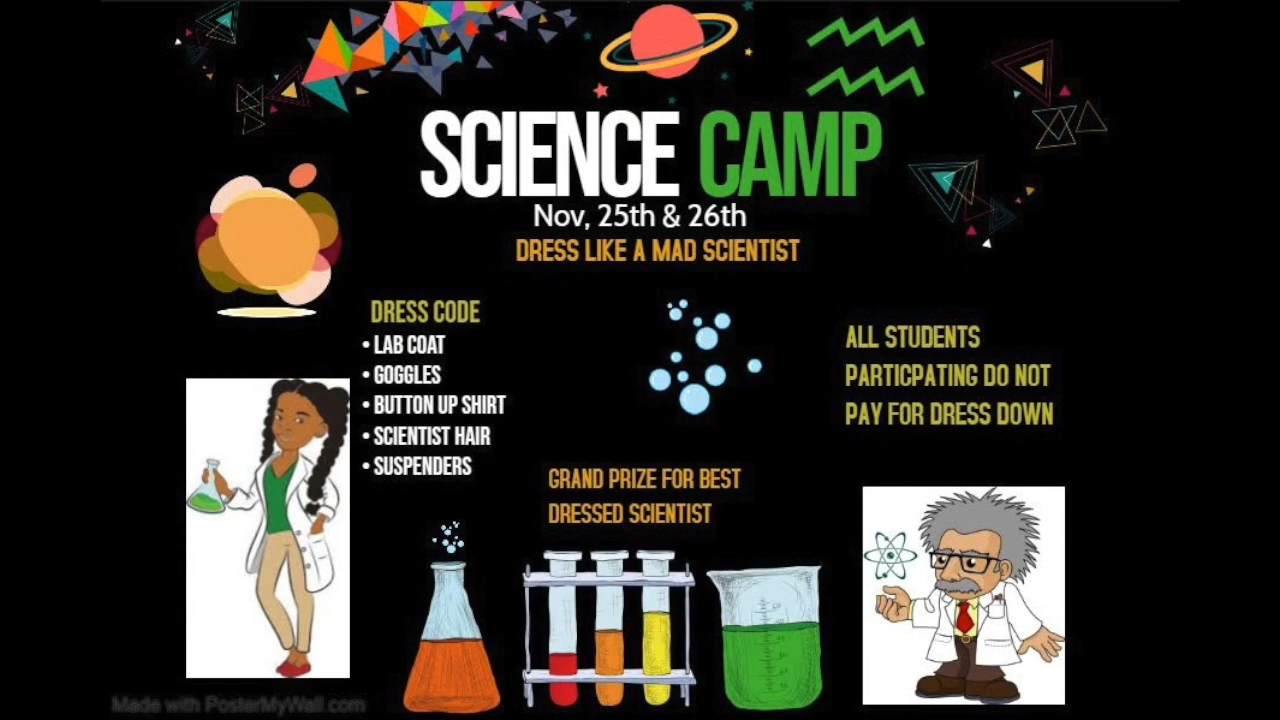 SCIENCE CAMP
Nov, 25th & 26th
DRESS LIKE A MAD SCIENTIST
DRESS CODE
• LAB COAT
• GOGGLES
• BUTTON UP SHIRT
• SCIENTIST HAIR
• SUSPENDERS
ALL STUDENTS
PARTICPATING DO NOT
PAY FOR DRESS DOWN
GRAND PRIZE FOR BEST
DRESSED SCIENTIST
Made with PosterMyWall.com